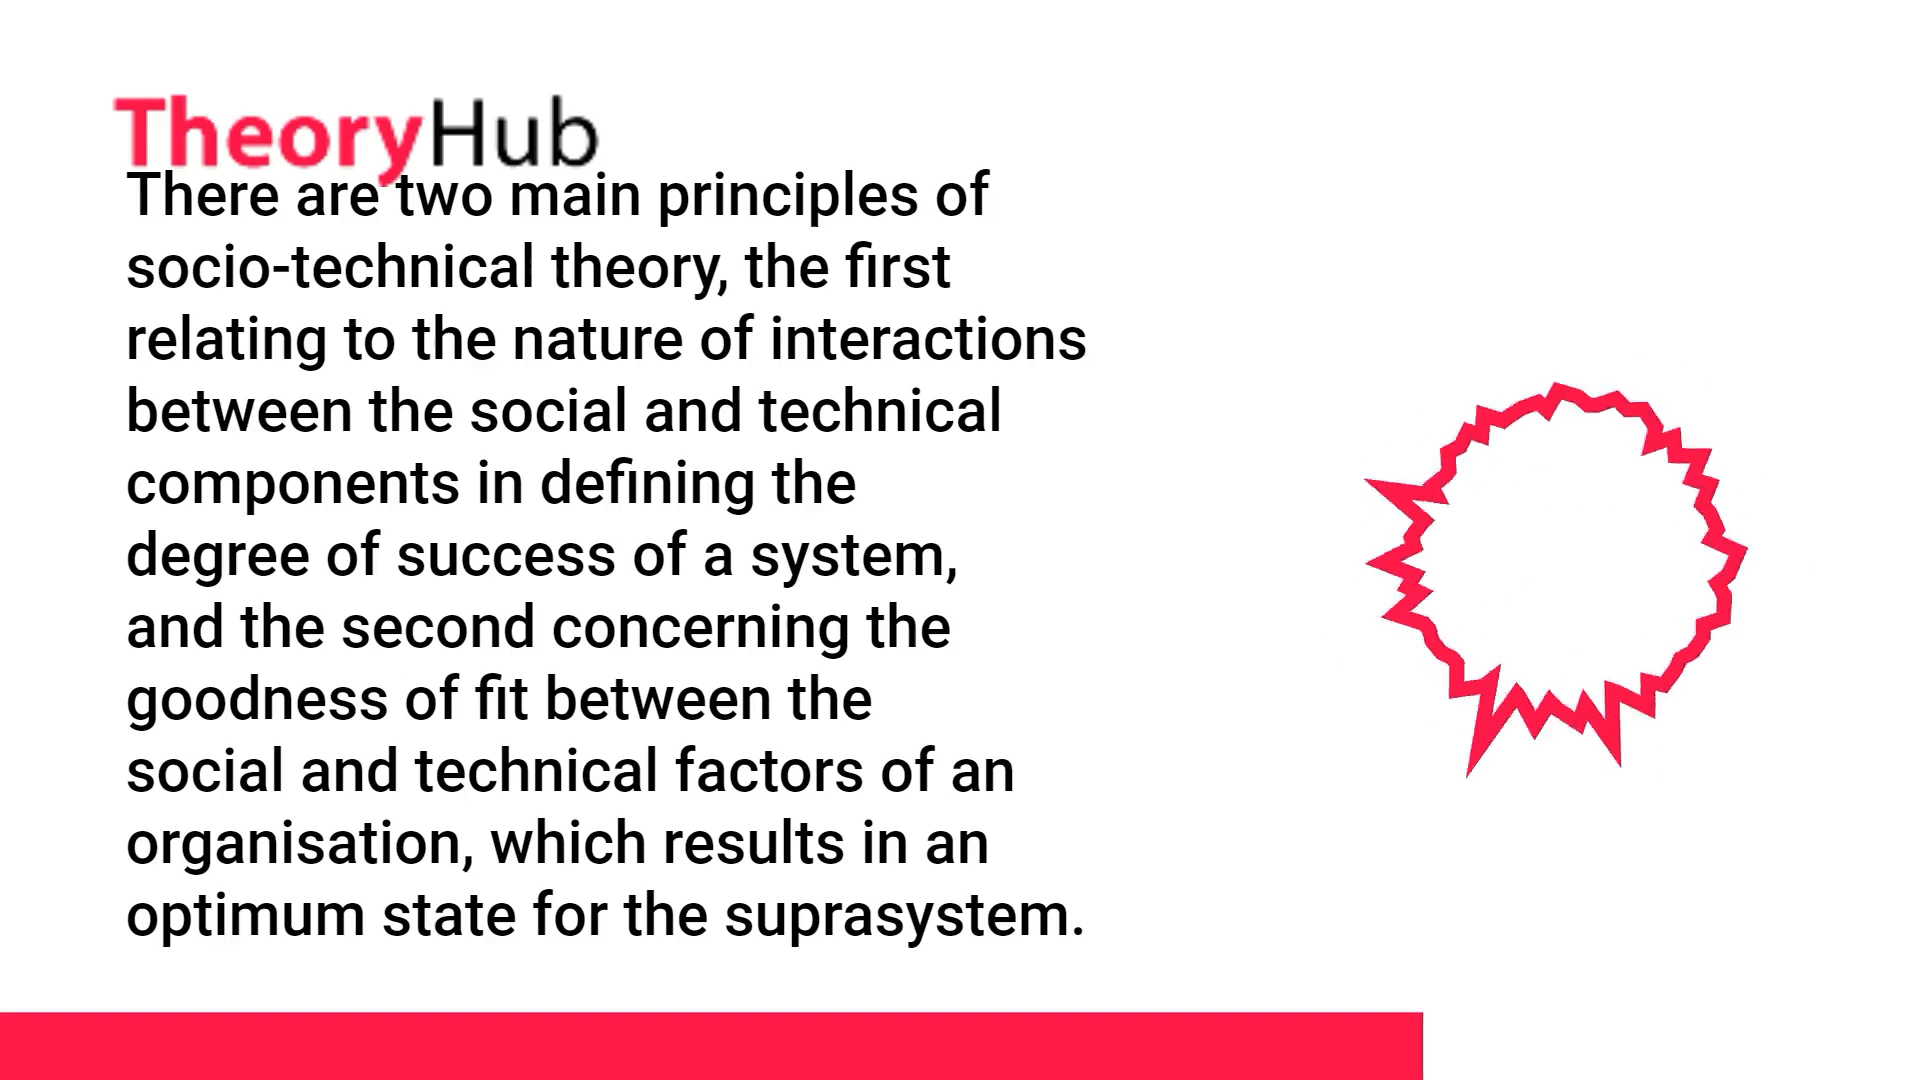 TheoryHub
There are two main principles of
socio-technical theory, the first
relating to the nature of interactions
between the social and technical
components in defining the
degree of success of a system,
and the second concerning the
goodness of fit between the
social and technical factors of an
organisation, which results in an
optimum state for the suprasystem.